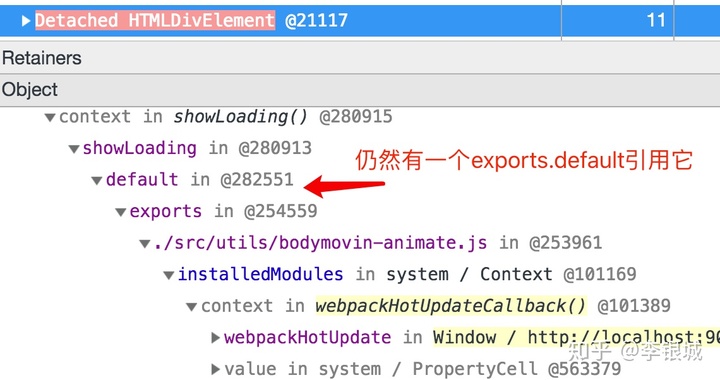 Detached HTMLDivElement @21117 11
Retainers
Object
context in showLoading() @280915
showLoading in @280913
仍然有一个exports.default引用它
default in @282551
exports in @254559
./src/utils/bodymovin-animate.js in @253961
installedModules in system / Context @101169
context in webpackHotUpdateCallback() @101389
webpackHotUpdate in Window / http://localhost:90
value in system / PropertyCell @563379
知乎 @李银城